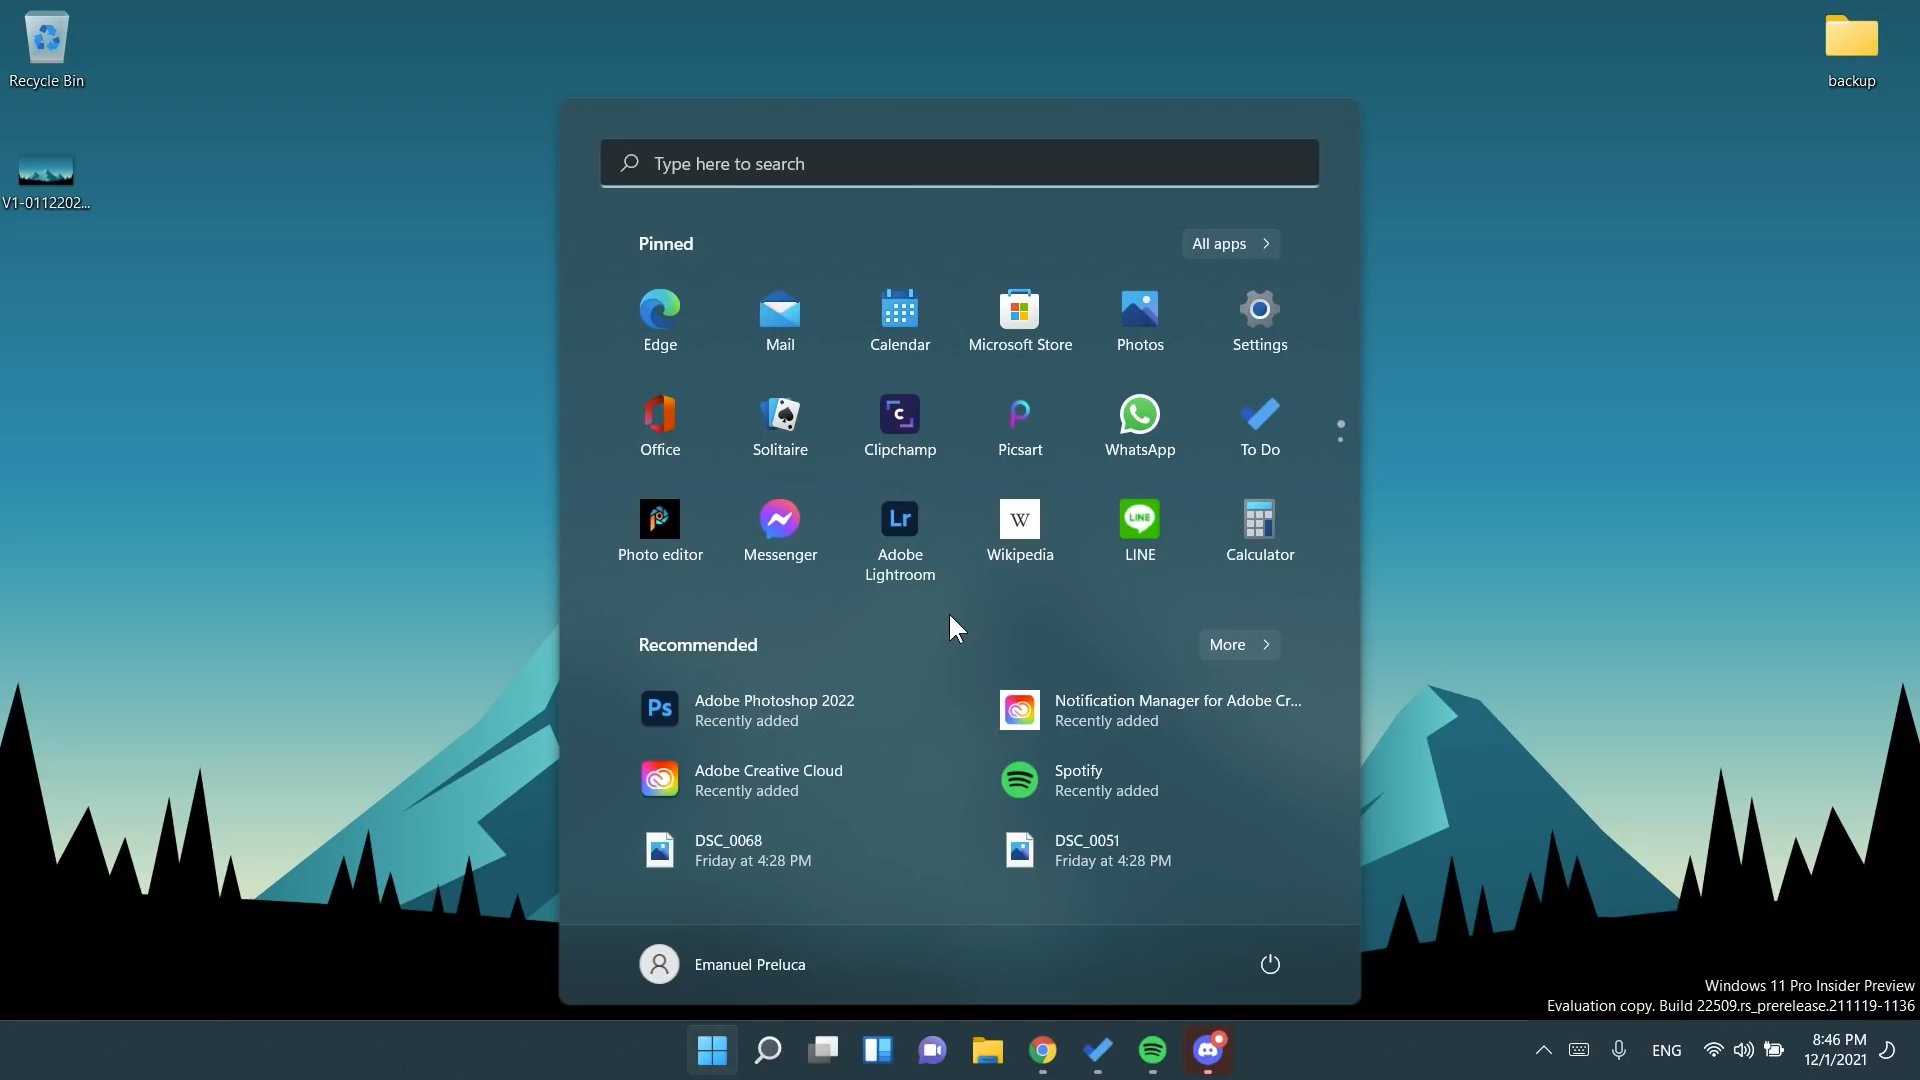 Recycle Bin
backup
V1-0112202...
Type here to search
Pinned
All apps
Edge
Mail
Calendar
Microsoft Store
Photos
Settings
Office
Solitaire
Clipchamp
Picsart
WhatsApp
To Do
Photo editor
Messenger
Adobe
Lightroom
Wikipedia
LINE
Calculator
Recommended
More
Adobe Photoshop 2022
Recently added
Notification Manager for Adobe Cr...
Recently added
Adobe Creative Cloud
Recently added
Spotify
Recently added
DSC_0068
Friday at 4:28 PM
DSC_0051
Friday at 4:28 PM
Emanuel Preluca
Windows 11 Pro Insider Preview
Evaluation copy. Build 22509.rs_prerelease.211119-1136
ENG
8:46 PM
12/1/2021